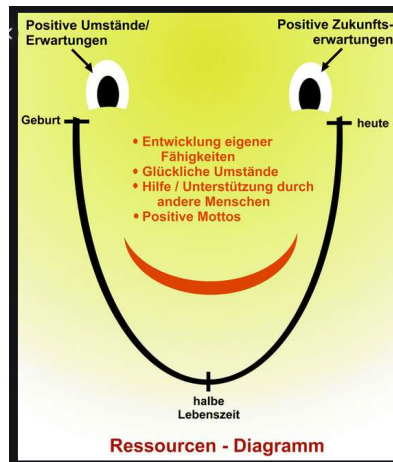 Positive Umstände/
Erwartungen
Positive Zukunfts-
erwartungen
Geburt
heute
• Entwicklung eigener
Fähigkeiten
• Glückliche Umstände
• Hilfe / Unterstützung durch
andere Menschen
• Positive Mottos
halbe
Lebenszeit
Ressourcen - Diagramm